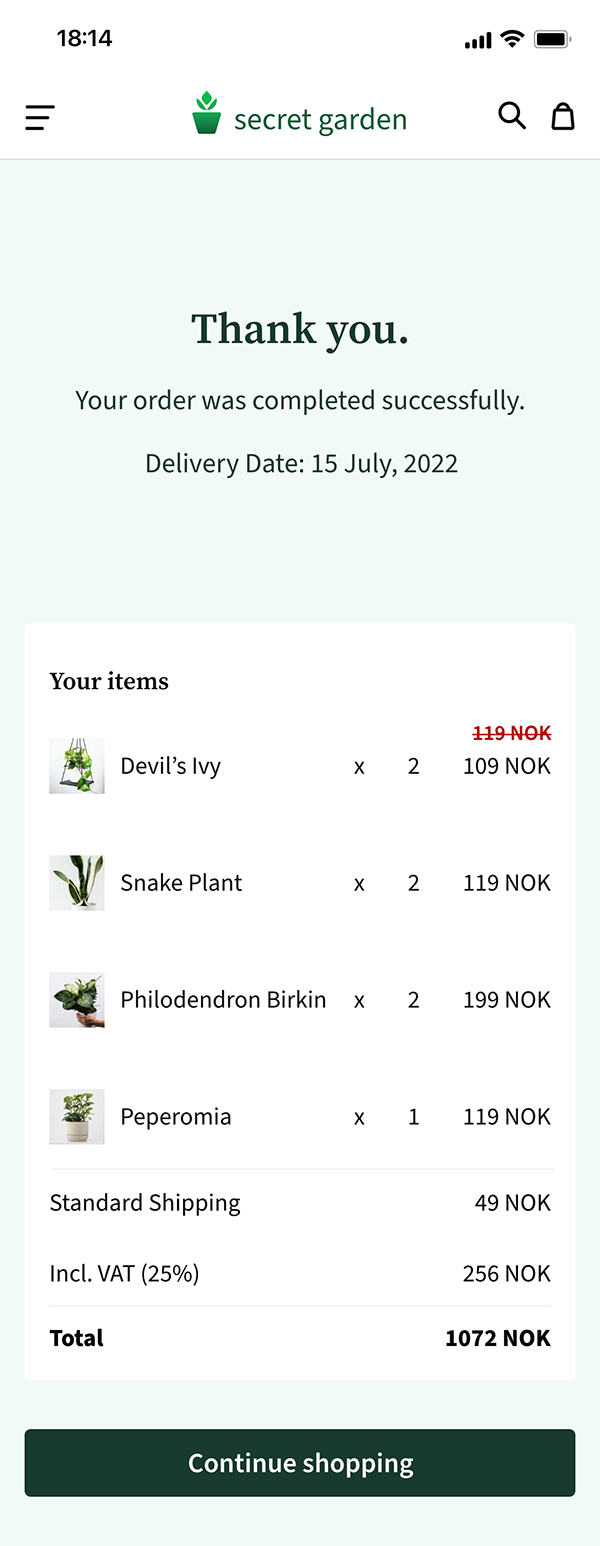 18:14
secret garden
Thank you.
Your order was completed successfully.
Delivery Date: 15 July, 2022
Your items
119 NOK
Devil’s Ivy x 2 109 NOK
Snake Plant x 2 119 NOK
Philodendron Birkin x 2 199 NOK
Peperomia x 1 119 NOK
Standard Shipping 49 NOK
Incl. VAT (25%) 256 NOK
Total 1072 NOK
Continue shopping